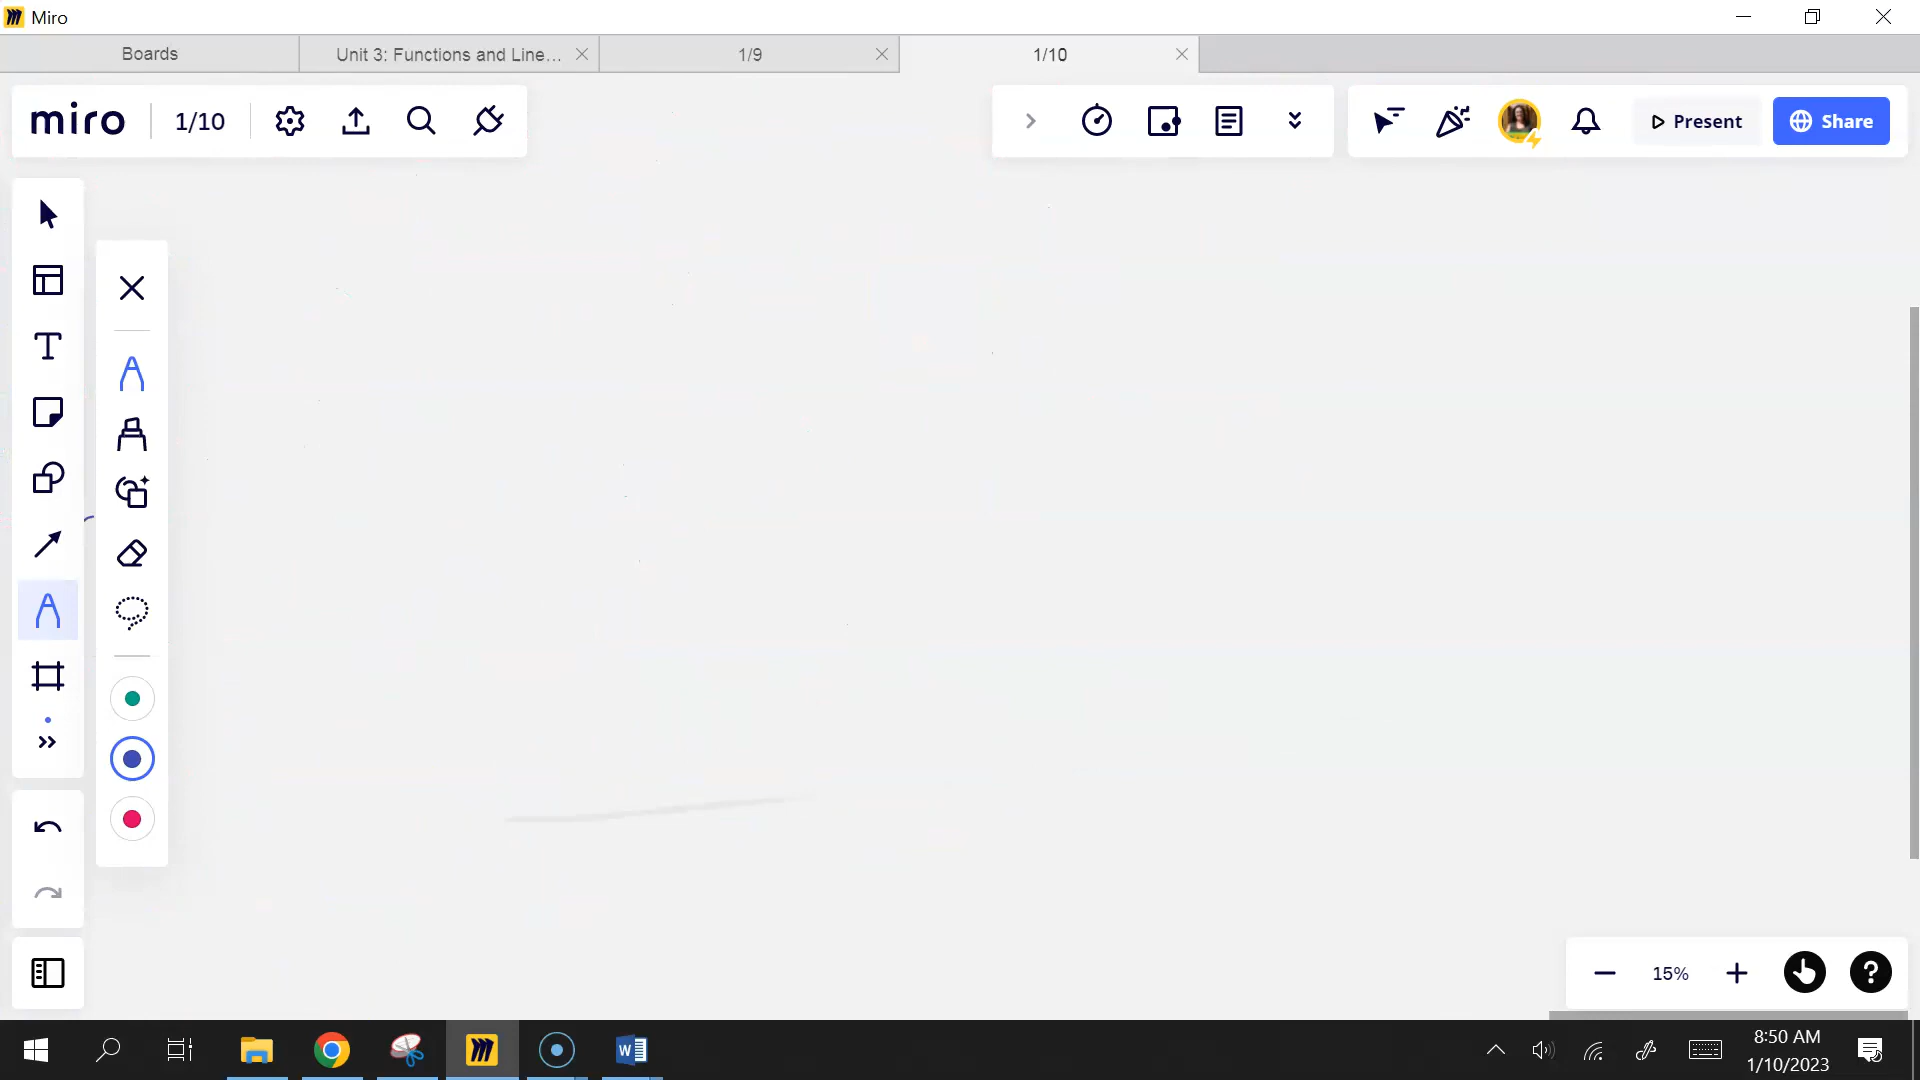 Miro
Boards
Unit 3: Functions and Line...
1/9
1/10
miro
1/10
Present
Share
15%
8:50 AM
1/10/2023